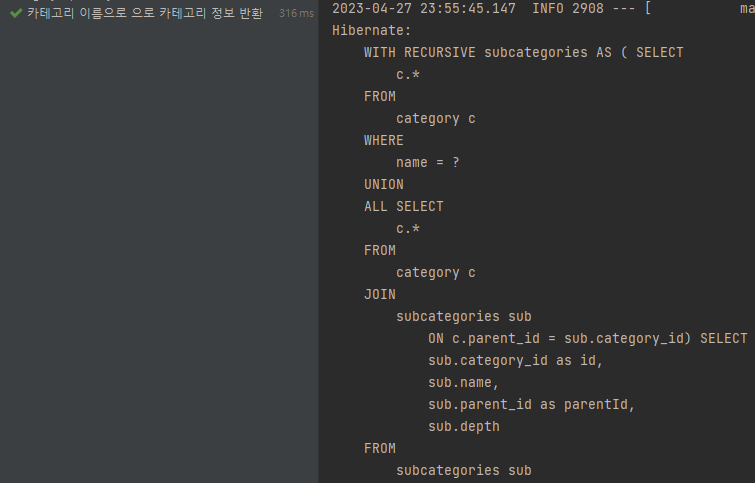 카테고리 이름으로 으로 카테고리 정보 반환 316 ms
2023-04-27 23:55:45.147  INFO 2908 --- [           ma
Hibernate:
    WITH RECURSIVE subcategories AS ( SELECT
        c.*
    FROM
        category c
    WHERE
        name = ?
    UNION
    ALL SELECT
        c.*
    FROM
        category c
    JOIN
        subcategories sub
            ON c.parent_id = sub.category_id) SELECT
            sub.category_id as id,
            sub.name,
            sub.parent_id as parentId,
            sub.depth
    FROM
        subcategories sub